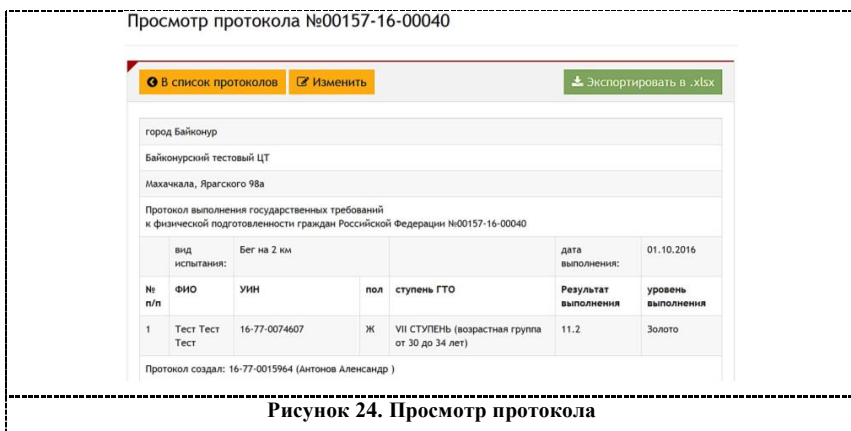 Просмотр протокола №00157-16-00040
В список протоколов Изменить Экспортировать в .xlsx
город Байконур
Байконурский тестовый ЦТ
Махачкала, Ярагского 98а
Протокол выполнения государственных требований
к физической подготовленности граждан Российской Федерации №00157-16-00040
вид испытания: Бег на 2 км дата выполнения: 01.10.2016
№ п/п ФИО УИН пол ступень ГТО Результат выполнения уровень выполнения
1 Тест Тест Тест 16-77-0074607 Ж VII СТУПЕНЬ (возрастная группа от 30 до 34 лет) 11.2 Золото
Протокол создал: 16-77-0015964 (Антонов Александр )
Рисунок 24. Просмотр протокола